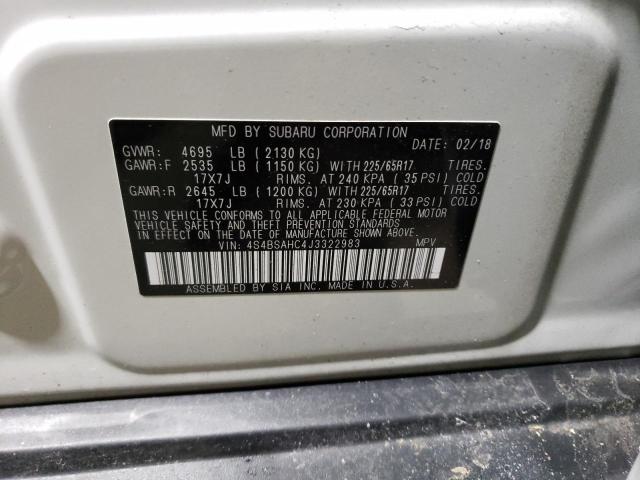 MFD BY SUBARU CORPORATION
GVWR: 4695 LB ( 2130 KG) DATE: 02/18
GAWR:F 2535 LB ( 1150 KG) WITH 225/65R17 TIRES.
17X7J RIMS. AT 240 KPA ( 35 PSI) COLD
GAWR:R 2645 LB ( 1200 KG) WITH 225/65R17 TIRES.
17X7J RIMS. AT 230 KPA ( 33 PSI) COLD
THIS VEHICLE CONFORMS TO ALL APPLICABLE FEDERAL MOTOR
VEHICLE SAFETY AND THEFT PREVENTION STANDARDS
IN EFFECT ON THE DATE OF MANUFACTURE SHOWN ABOVE.
VIN: 4S4BSAHC4J3322983 MPV
ASSEMBLED BY SIA INC. MADE IN U.S.A.